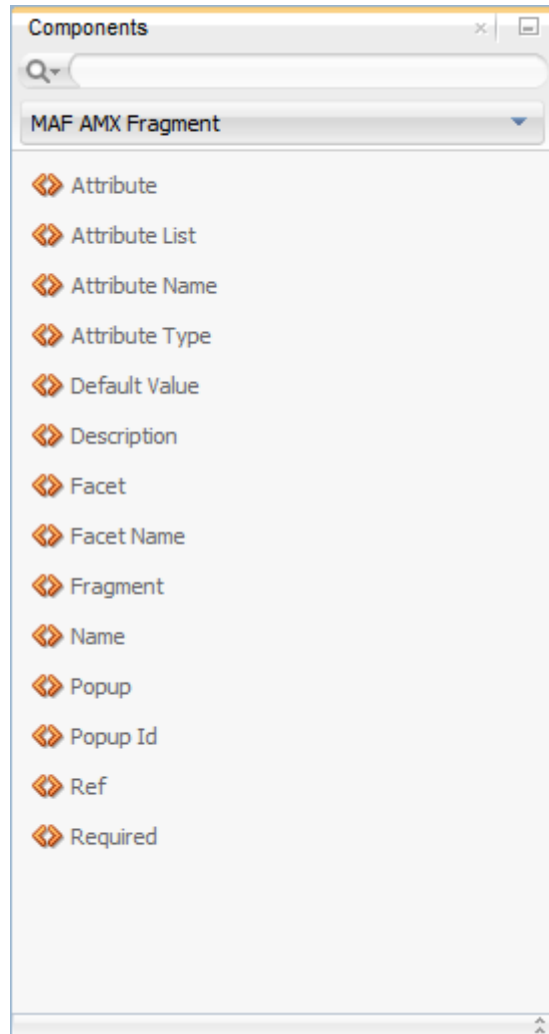 Components
MAF AMX Fragment
Attribute
Attribute List
Attribute Name
Attribute Type
Default Value
Description
Facet
Facet Name
Fragment
Name
Popup
Popup Id
Ref
Required